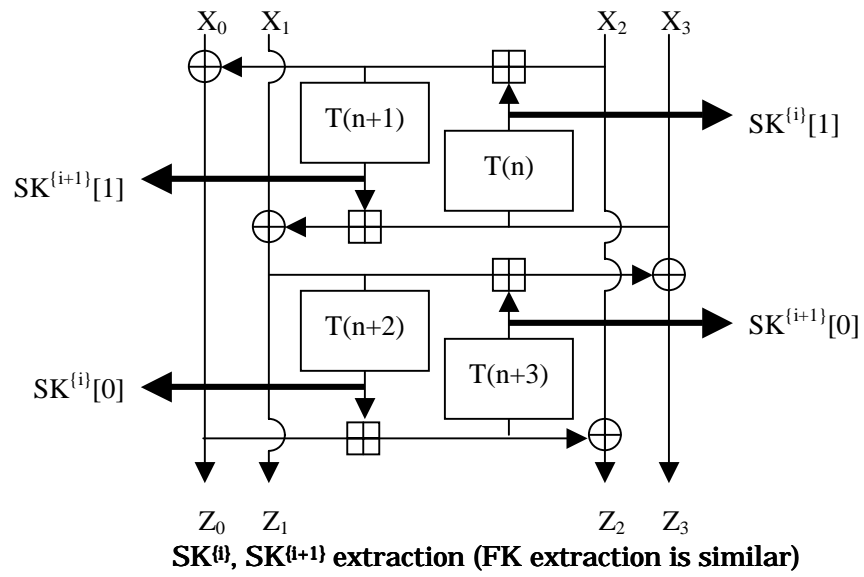 X₀ X₁ X₂ X₃
T(n+1)
SK^{i}[1]
T(n)
SK^{i+1}[1]
T(n+2)
SK^{i+1}[0]
T(n+3)
SK^{i}[0]
Z₀ Z₁ Z₂ Z₃
SK^{i}, SK^{i+1} extraction (FK extraction is similar)